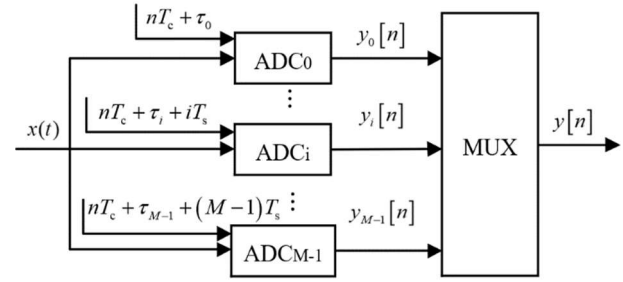 nT_c + τ_0
ADC0
y_0[n]
⋮
x(t)
nT_c + τ_i + iT_s
ADCi
y_i[n]
MUX
y[n]
⋮
nT_c + τ_{M-1} + (M-1)T_s
ADCM-1
y_{M-1}[n]